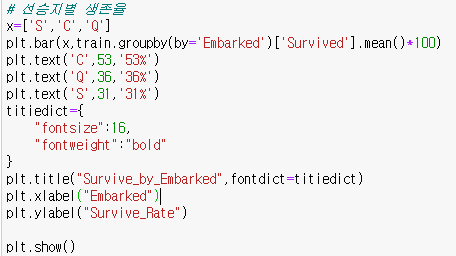 # 선승지별 생존율
x=['S','C','Q']
plt.bar(x,train.groupby(by='Embarked')['Survived'].mean()*100)
plt.text('C',53,'53%')
plt.text('Q',36,'36%')
plt.text('S',31,'31%')
titiedict={
    "fontsize":16,
    "fontweight":"bold"
}
plt.title("Survive_by_Embarked",fontdict=titiedict)
plt.xlabel("Embarked")
plt.ylabel("Survive_Rate")
plt.show()